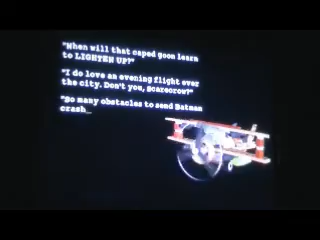 "When will that caped goon learn
to LIGHTEN UP?"
"I do love an evening flight over
the city. Don't you, scarecrow?"
"So many obstacles to send Batman
crash_